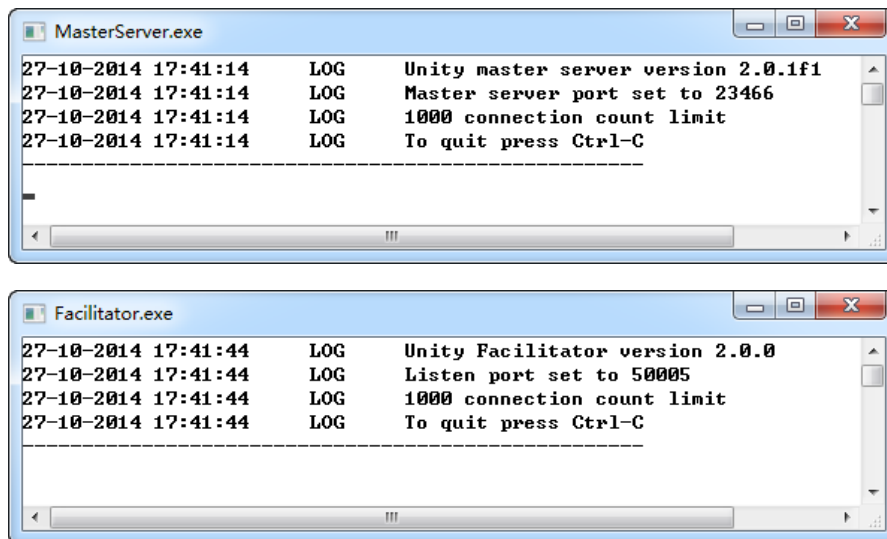 MasterServer.exe
27-10-2014 17:41:14 LOG Unity master server version 2.0.1f1
27-10-2014 17:41:14 LOG Master server port set to 23466
27-10-2014 17:41:14 LOG 1000 connection count limit
27-10-2014 17:41:14 LOG To quit press Ctrl-C
----------------------------------------------------
Facilitator.exe
27-10-2014 17:41:44 LOG Unity Facilitator version 2.0.0
27-10-2014 17:41:44 LOG Listen port set to 50005
27-10-2014 17:41:44 LOG 1000 connection count limit
27-10-2014 17:41:44 LOG To quit press Ctrl-C
----------------------------------------------------